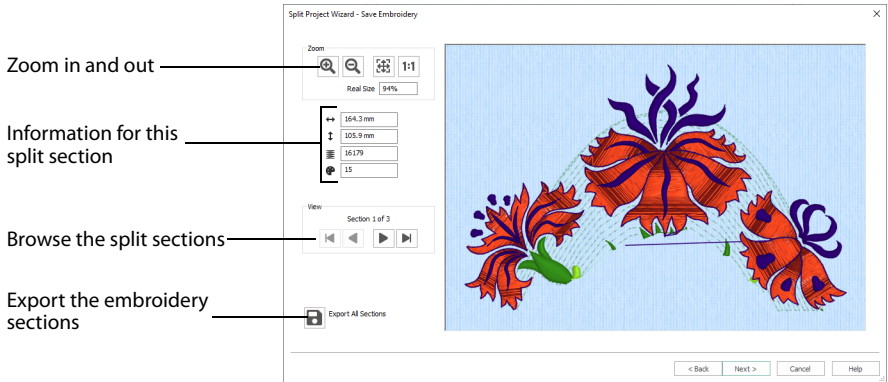 Split Project Wizard - Save Embroidery
Zoom
Zoom in and out
1:1
Real Size 94%
164.3 mm
Information for this
split section
105.9 mm
16179
15
View
Section 1 of 3
Browse the split sections
Export the embroidery
sections
Export All Sections
< Back Next > Cancel Help